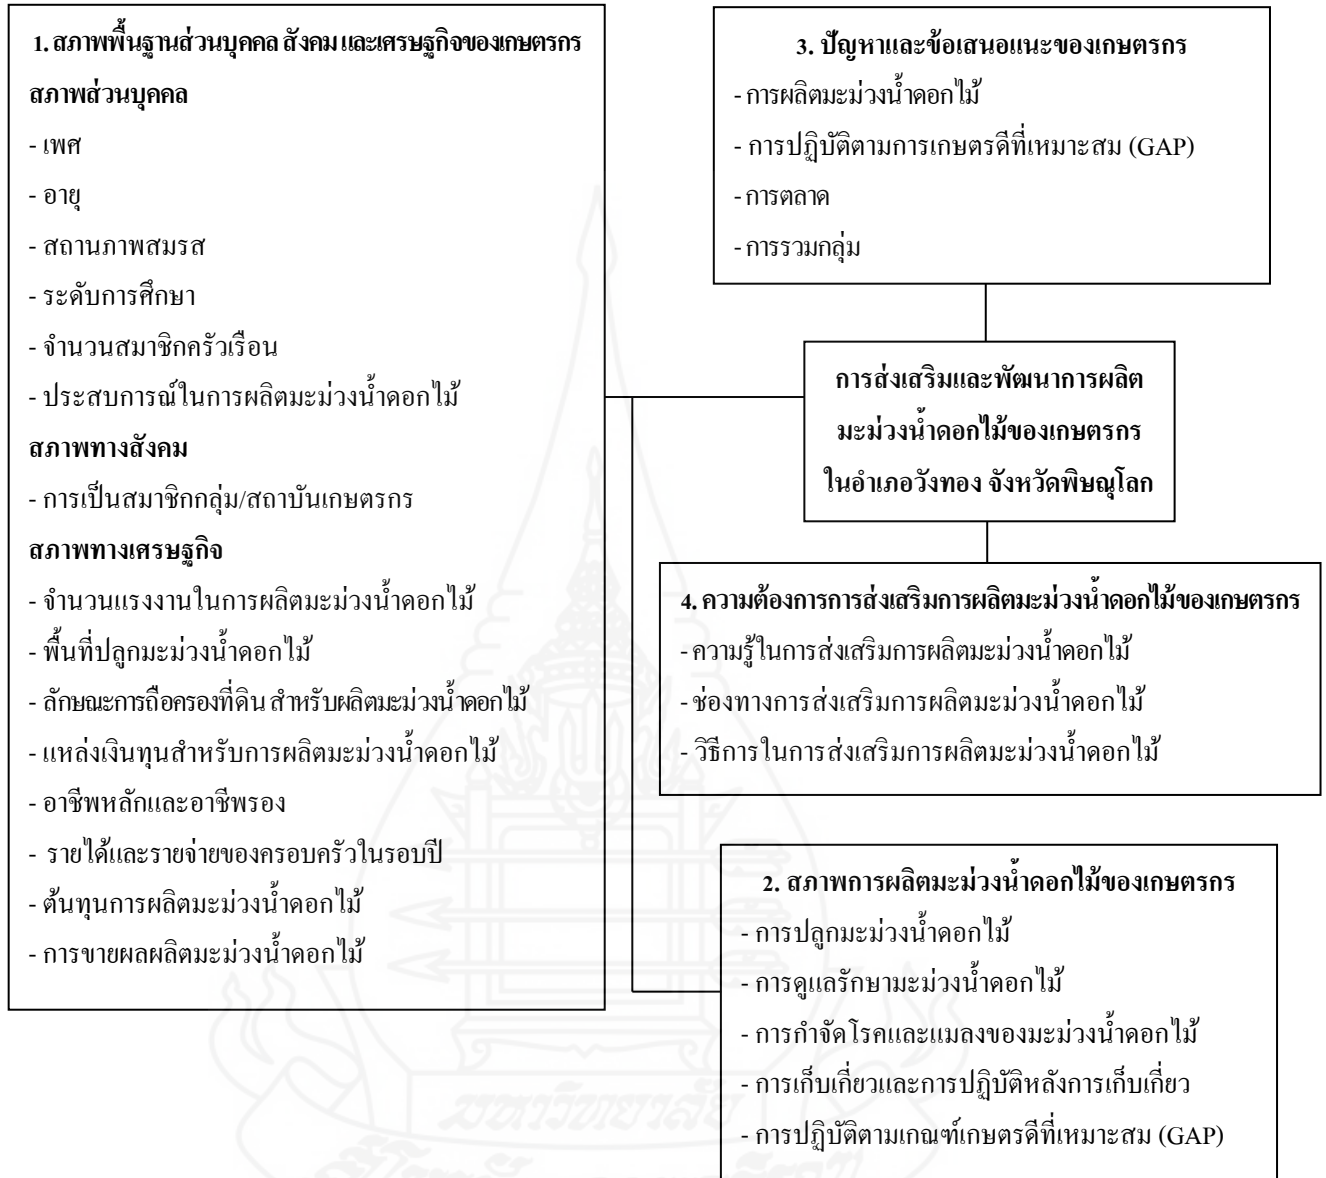 1. สภาพพื้นฐานส่วนบุคคล สังคม และเศรษฐกิจของเกษตรกร
สภาพส่วนบุคคล
- เพศ
- อายุ
- สถานภาพสมรส
- ระดับการศึกษา
- จำนวนสมาชิกครัวเรือน
- ประสบการณ์ในการผลิตมะม่วงน้ำดอกไม้
สภาพทางสังคม
- การเป็นสมาชิกกลุ่ม/สถาบันเกษตรกร
สภาพทางเศรษฐกิจ
- จำนวนแรงงานในการผลิตมะม่วงน้ำดอกไม้
- พื้นที่ปลูกมะม่วงน้ำดอกไม้
- ลักษณะการถือครองที่ดิน สำหรับผลิตมะม่วงน้ำดอกไม้
- แหล่งเงินทุนสำหรับการผลิตมะม่วงน้ำดอกไม้
- อาชีพหลักและอาชีพรอง
- รายได้และรายจ่ายของครอบครัวในรอบปี
- ต้นทุนการผลิตมะม่วงน้ำดอกไม้
- การขายผลผลิตมะม่วงน้ำดอกไม้
3. ปัญหาและข้อเสนอแนะของเกษตรกร
- การผลิตมะม่วงน้ำดอกไม้
- การปฏิบัติตามการเกษตรดีที่เหมาะสม (GAP)
- การตลาด
- การรวมกลุ่ม
การส่งเสริมและพัฒนาการผลิต
มะม่วงน้ำดอกไม้ของเกษตรกร
ในอำเภอวังทอง จังหวัดพิษณุโลก
4. ความต้องการการส่งเสริมการผลิตมะม่วงน้ำดอกไม้ของเกษตรกร
- ความรู้ในการส่งเสริมการผลิตมะม่วงน้ำดอกไม้
- ช่องทางการส่งเสริมการผลิตมะม่วงน้ำดอกไม้
- วิธีการในการส่งเสริมการผลิตมะม่วงน้ำดอกไม้
2. สภาพการผลิตมะม่วงน้ำดอกไม้ของเกษตรกร
- การปลูกมะม่วงน้ำดอกไม้
- การดูแลรักษามะม่วงน้ำดอกไม้
- การกำจัดโรคและแมลงของมะม่วงน้ำดอกไม้
- การเก็บเกี่ยวและการปฏิบัติหลังการเก็บเกี่ยว
- การปฏิบัติตามเกณฑ์เกษตรดีที่เหมาะสม (GAP)
มหาวิทยาลัย